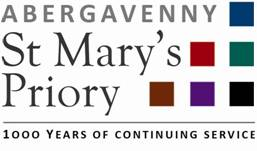 ABERGAVENNY
St Mary's
Priory
1000 YEARS OF CONTINUING SERVICE